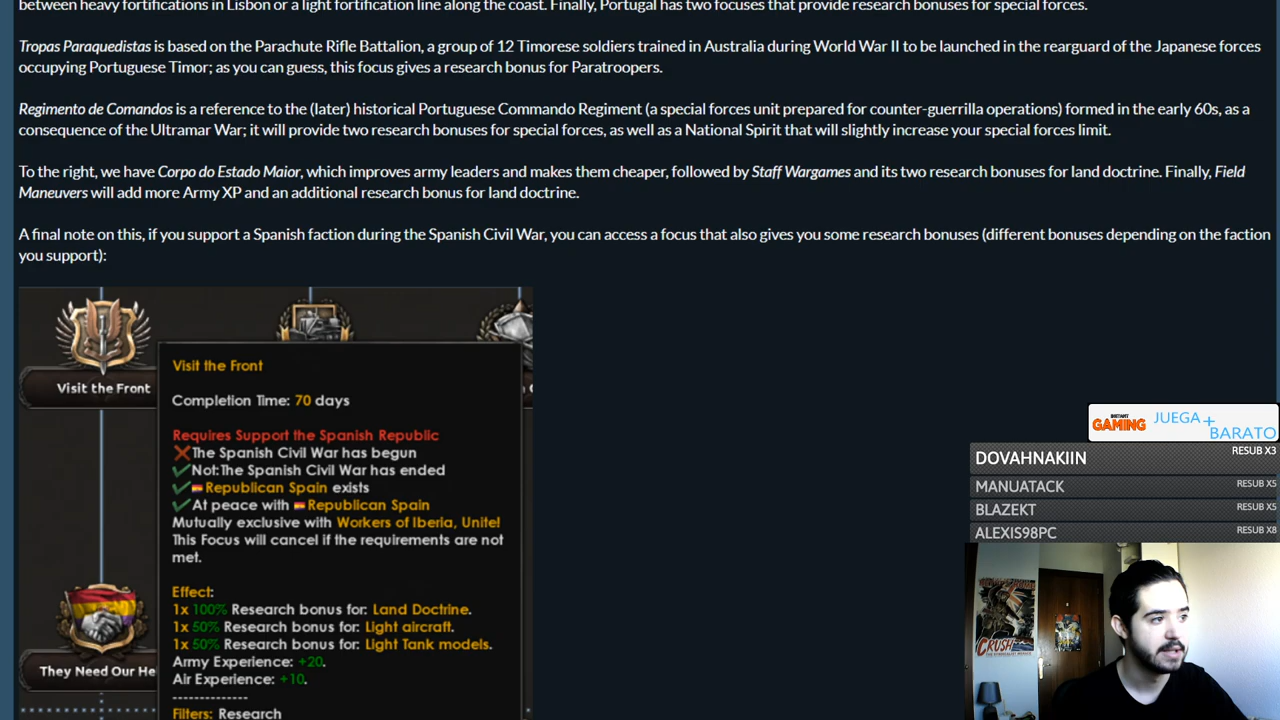 between heavy fortifications in Lisbon or a light fortification line along the coast. Finally, Portugal has two focuses that provide research bonuses for special forces.
Tropas Paraquedistas is based on the Parachute Rifle Battalion, a group of 12 Timorese soldiers trained in Australia during World War II to be launched in the rearguard of the Japanese forces
occupying Portuguese Timor; as you can guess, this focus gives a research bonus for Paratroopers.
Regimento de Comandos is a reference to the (later) historical Portuguese Commando Regiment (a special forces unit prepared for counter-guerrilla operations) formed in the early 60s, as a
consequence of the Ultramar War; it will provide two research bonuses for special forces, as well as a National Spirit that will slightly increase your special forces limit.
To the right, we have Corpo do Estado Maior, which improves army leaders and makes them cheaper, followed by Staff Wargames and its two research bonuses for land doctrine. Finally, Field
Maneuvers will add more Army XP and an additional research bonus for land doctrine.
A final note on this, if you support a Spanish faction during the Spanish Civil War, you can access a focus that also gives you some research bonuses (different bonuses depending on the faction
you support):
Visit the Front
Visit the Front
Completion Time: 70 days
Requires Support the Spanish Republic
The Spanish Civil War has begun
Not:The Spanish Civil War has ended
Republican Spain exists
At peace with Republican Spain
Mutually exclusive with Workers of Iberia, Unite!
This Focus will cancel if the requirements are not
met.
Effect:
1x 100% Research bonus for: Land Doctrine.
1x 50% Research bonus for: Light aircraft.
1x 50% Research bonus for: Light Tank models.
Army Experience: +20.
Air Experience: +10.
--------------
Filters: Research
They Need Our He
INSTANT GAMING JUEGA+ BARATO
DOVAHNAKIIN RESUB X3
MANUATACK RESUB X5
BLAZEKT RESUB X5
ALEXIS98PC RESUB X8
CRUSH